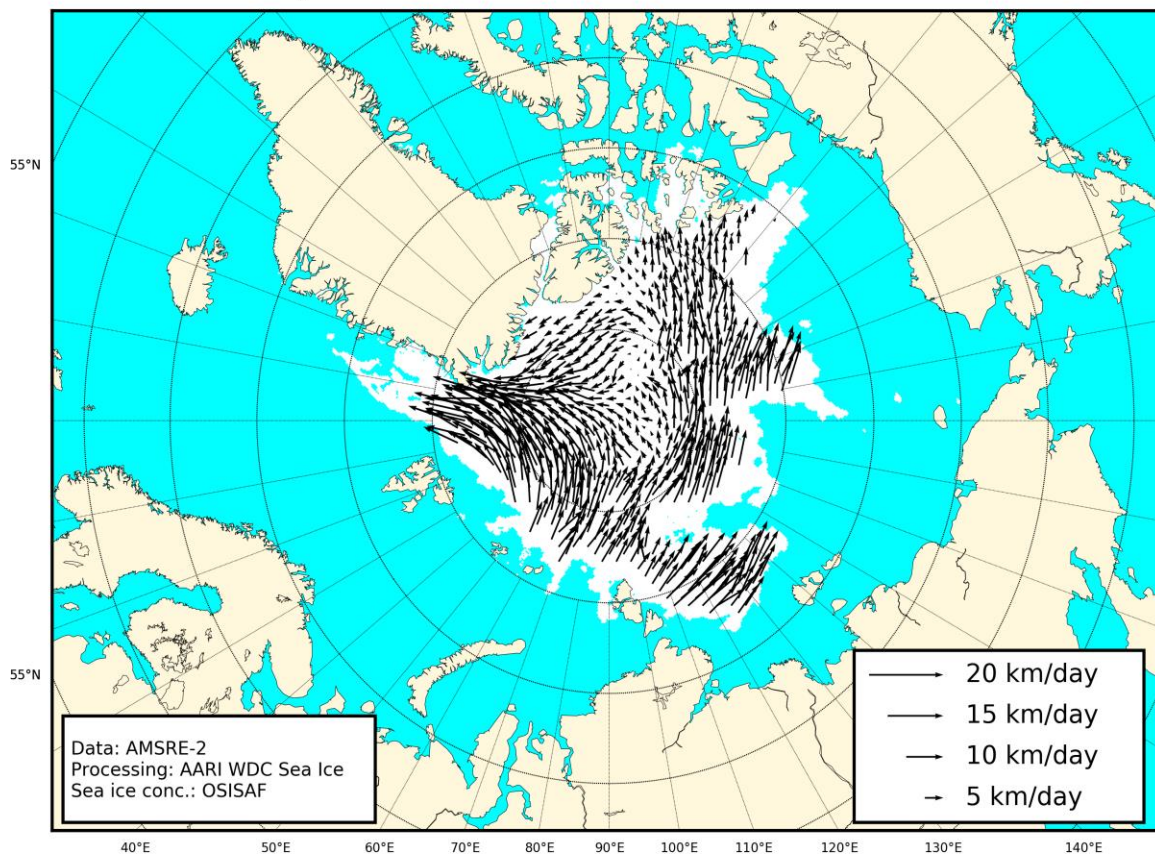 55°N
55°N
20 km/day
15 km/day
10 km/day
5 km/day
Data: AMSRE-2
Processing: AARI WDC Sea Ice
Sea ice conc.: OSISAF
40°E 50°E 60°E 70°E 80°E 90°E 100°E 110°E 120°E 130°E 140°E